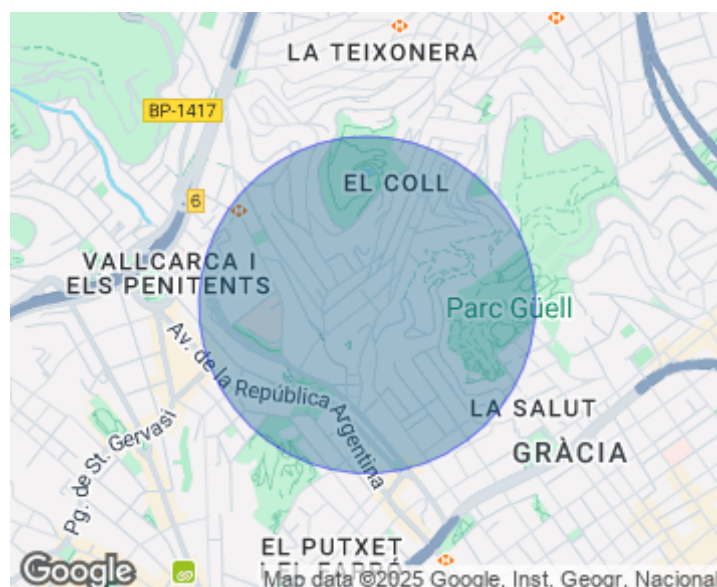 LA TEIXONERA
BP-1417
EL COLL
6
VALLCARCA I
ELS PENITENTS
Parc Güell
Av. de la República Argentina
LA SALUT
GRÀCIA
Pg. de St. Gervasi
EL PUTXET
I EL FARRÓ
Google
Map data ©2025 Google, Inst. Geogr. Nacional